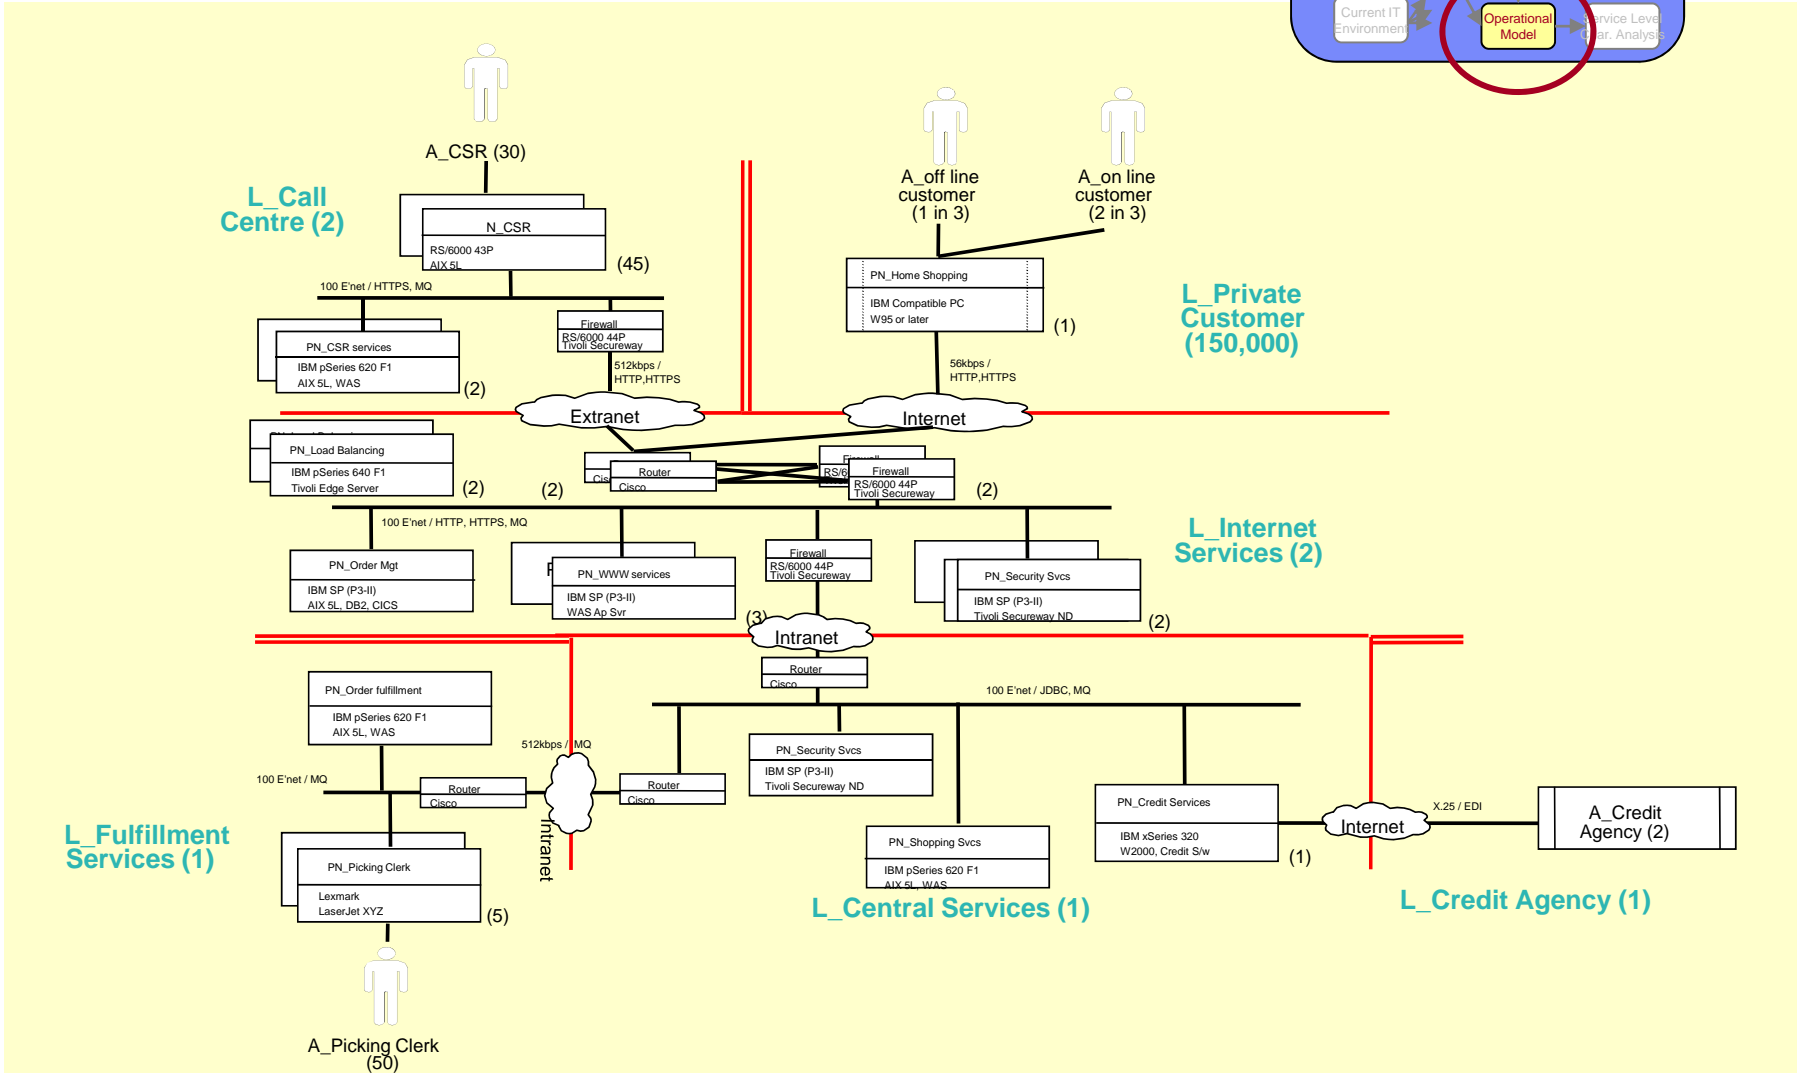 Current IT
Environment
Operational
Model
Service Level
Char. Analysis
A_CSR (30)
L_Call
Centre (2)
N_CSR
RS/6000 43P
AIX 5L
(45)
100 E'net / HTTPS, MQ
PN_CSR services
IBM pSeries 620 F1
AIX 5L, WAS
(2)
Firewall
RS/6000 44P
Tivoli Secureway
512kbps /
HTTP,HTTPS
A_off line
customer
(1 in 3)
A_on line
customer
(2 in 3)
PN_Home Shopping
IBM Compatible PC
W95 or later
(1)
L_Private
Customer
(150,000)
56kbps /
HTTP,HTTPS
Extranet
Internet
PN_Load Balancing
IBM pSeries 640 F1
Tivoli Edge Server
(2)
(2)
Cis
Router
Cisco
Firewall
RS/6
Firewall
RS/6000 44P
Tivoli Secureway
(2)
100 E'net / HTTP, HTTPS, MQ
L_Internet
Services (2)
PN_Order Mgt
IBM SP (P3-II)
AIX 5L, DB2, CICS
PN_WWW services
IBM SP (P3-II)
WAS Ap Svr
(3)
Firewall
RS/6000 44P
Tivoli Secureway
PN_Security Svcs
IBM SP (P3-II)
Tivoli Secureway ND
(2)
Intranet
Router
Cisco
100 E'net / JDBC, MQ
PN_Order fulfillment
IBM pSeries 620 F1
AIX 5L, WAS
512kbps / MQ
100 E'net / MQ
Router
Cisco
Intranet
Router
Cisco
PN_Security Svcs
IBM SP (P3-II)
Tivoli Secureway ND
PN_Credit Services
IBM xSeries 320
W2000, Credit S/w
(1)
Internet
X.25 / EDI
A_Credit
Agency (2)
L_Fulfillment
Services (1)
PN_Picking Clerk
Lexmark
LaserJet XYZ
(5)
PN_Shopping Svcs
IBM pSeries 620 F1
AIX 5L, WAS
L_Central Services (1)
L_Credit Agency (1)
A_Picking Clerk
(50)